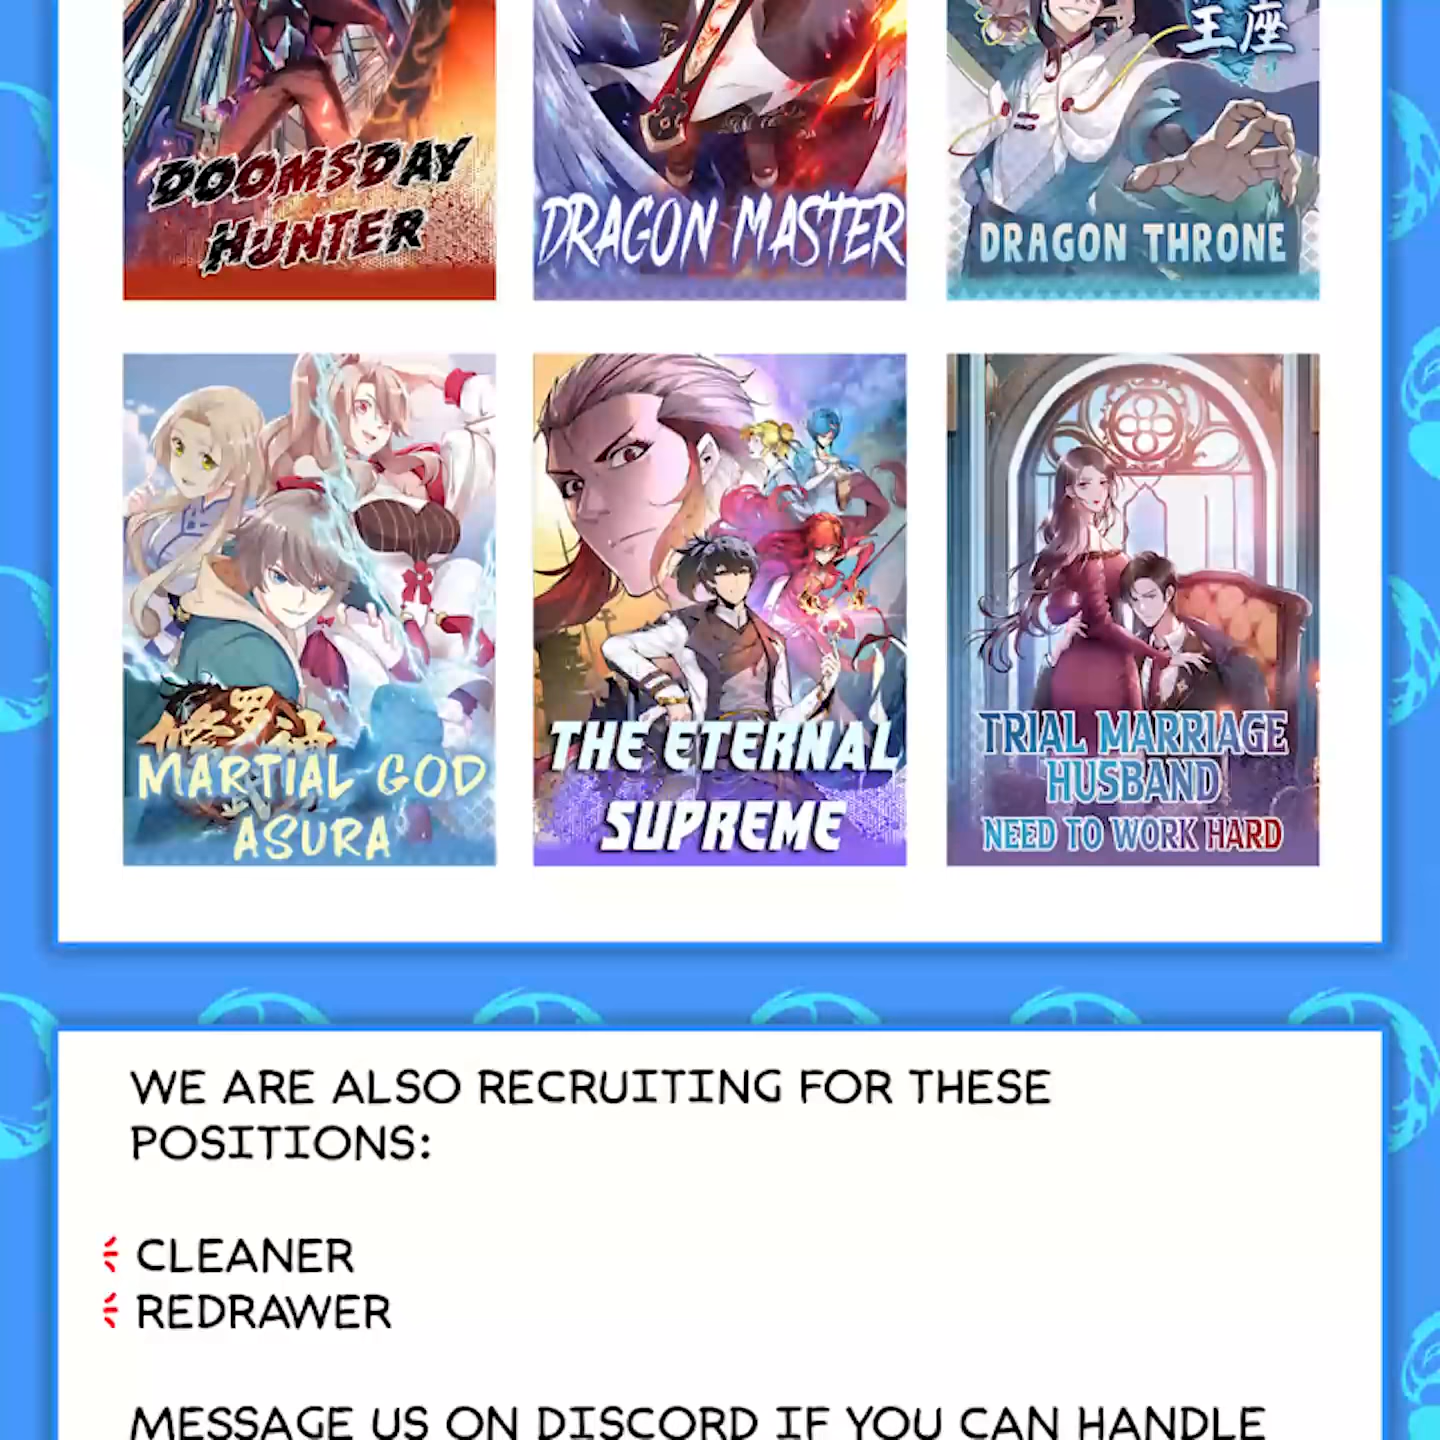 王座
DOOMSDAY
HUNTER
DRAGON MASTER
DRAGON THRONE
修罗
MARTIAL GOD
ASURA
THE ETERNAL
SUPREME
TRIAL MARRIAGE
HUSBAND
NEED TO WORK HARD
WE ARE ALSO RECRUITING FOR THESE
POSITIONS:
CLEANER
REDRAWER
MESSAGE US ON DISCORD IF YOU CAN HANDLE